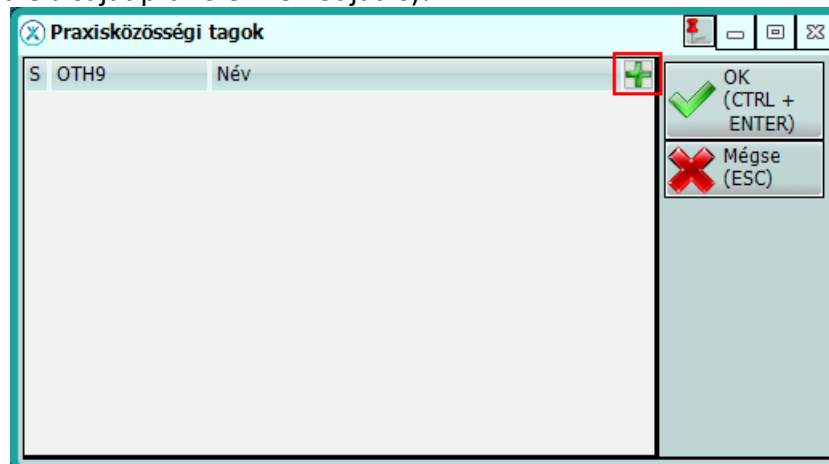 Praxisközösségi tagok
S OTH9 Név
OK
(CTRL +
ENTER)
Mégse
(ESC)